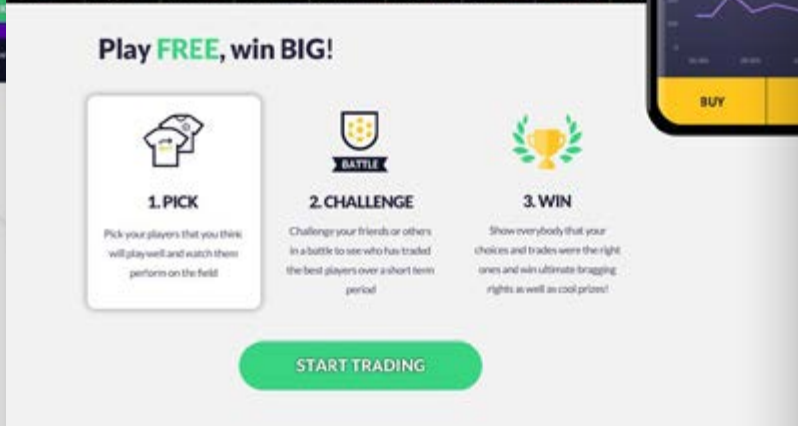 Play FREE, win BIG!
BUY
BATTLE
1. PICK
Pick your players that you think
will play well and watch them
perform on the field
2. CHALLENGE
Challenge your friends or others
in a battle to see who has traded
the best players over a short term
period
3. WIN
Show everybody that your
choices and trades were the right
ones and win ultimate bragging
rights as well as cool prizes!
START TRADING